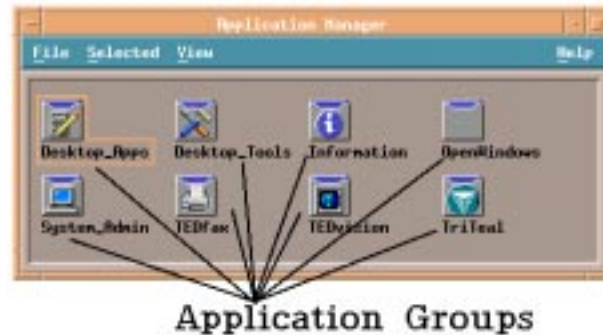 Application Manager
File Selected View Help
Desktop_Apps Desktop_Tools Information OpenWindows
System_Admin TEDfax TEDvision TriTeal
Application Groups